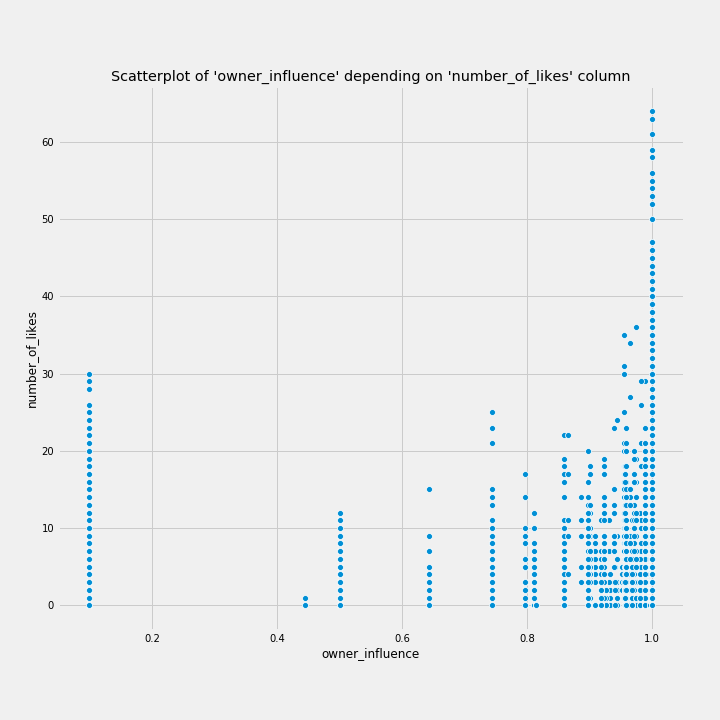 Scatterplot of 'owner_influence' depending on 'number_of_likes' column
number_of_likes
60
50
40
30
20
10
0
0.2 0.4 0.6 0.8 1.0
owner_influence